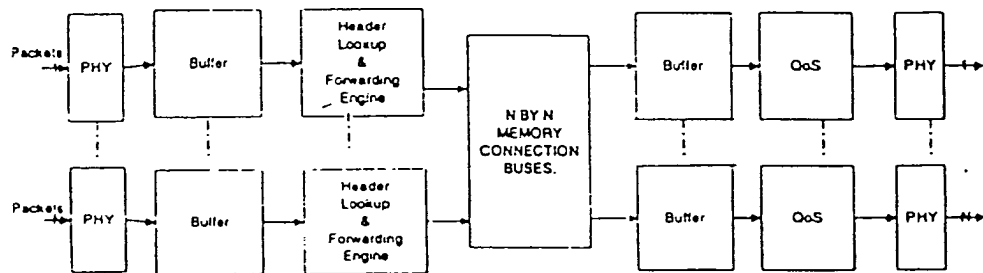 Packets
PHY
Buffer
Header
Lookup
&
Forwarding
Engine
N BY N
MEMORY
CONNECTION
BUSES.
Buffer
QoS
PHY
1
Packets
PHY
Buffer
Header
Lookup
&
Forwarding
Engine
Buffer
QoS
PHY
N